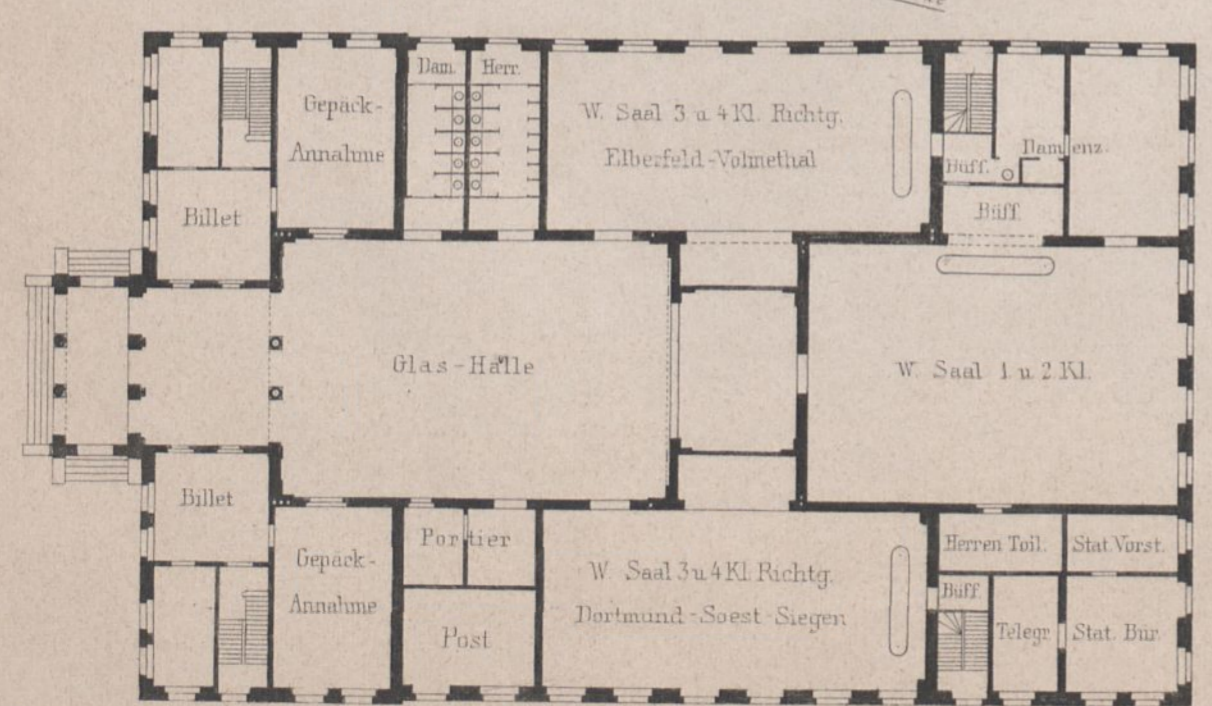 Dam.
Herr.
Gepäck-
Annahme
W. Saal 3 u 4 Kl. Richtg.
Elberfeld-Volmethal
Damenz.
Büff.
Büff.
Billet
Glas-Halle
W. Saal 1 u 2 Kl.
Billet
Gepäck-
Annahme
Portier
Post
W. Saal 3 u 4 Kl Richtg.
Dortmund-Soest-Siegen
Herren Toil.
Stat. Vorst.
Büff.
Telegr.
Stat. Bür.